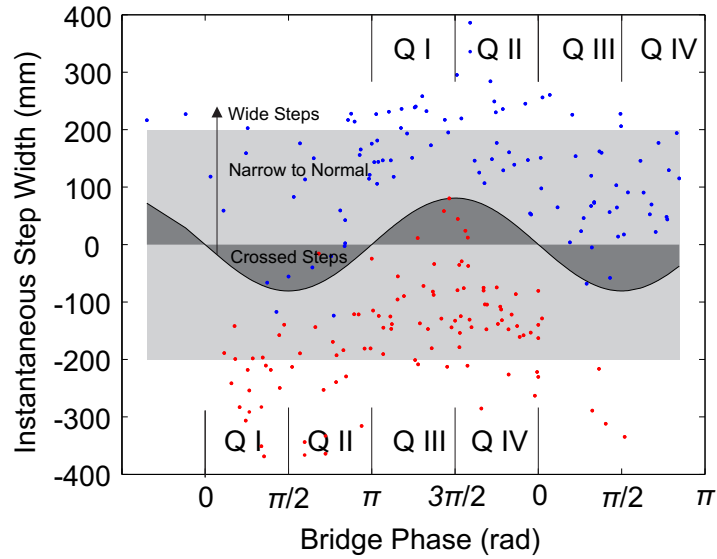 400
300
200
100
0
-100
-200
-300
-400
Instantaneous Step Width (mm)
Q I Q II Q III Q IV
Wide Steps
Narrow to Normal
Crossed Steps
Q I Q II Q III Q IV
0 π/2 π 3π/2 0 π/2 π
Bridge Phase (rad)